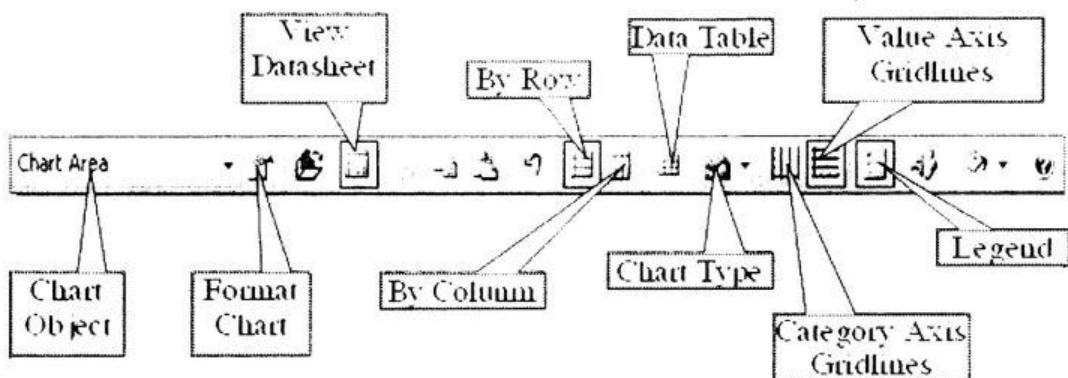 View
Datasheet
By Row
Data Table
Value Axis
Gridlines
Chart Area
Chart
Object
Format
Chart
By Column
Chart Type
Category Axis
Gridlines
Legend